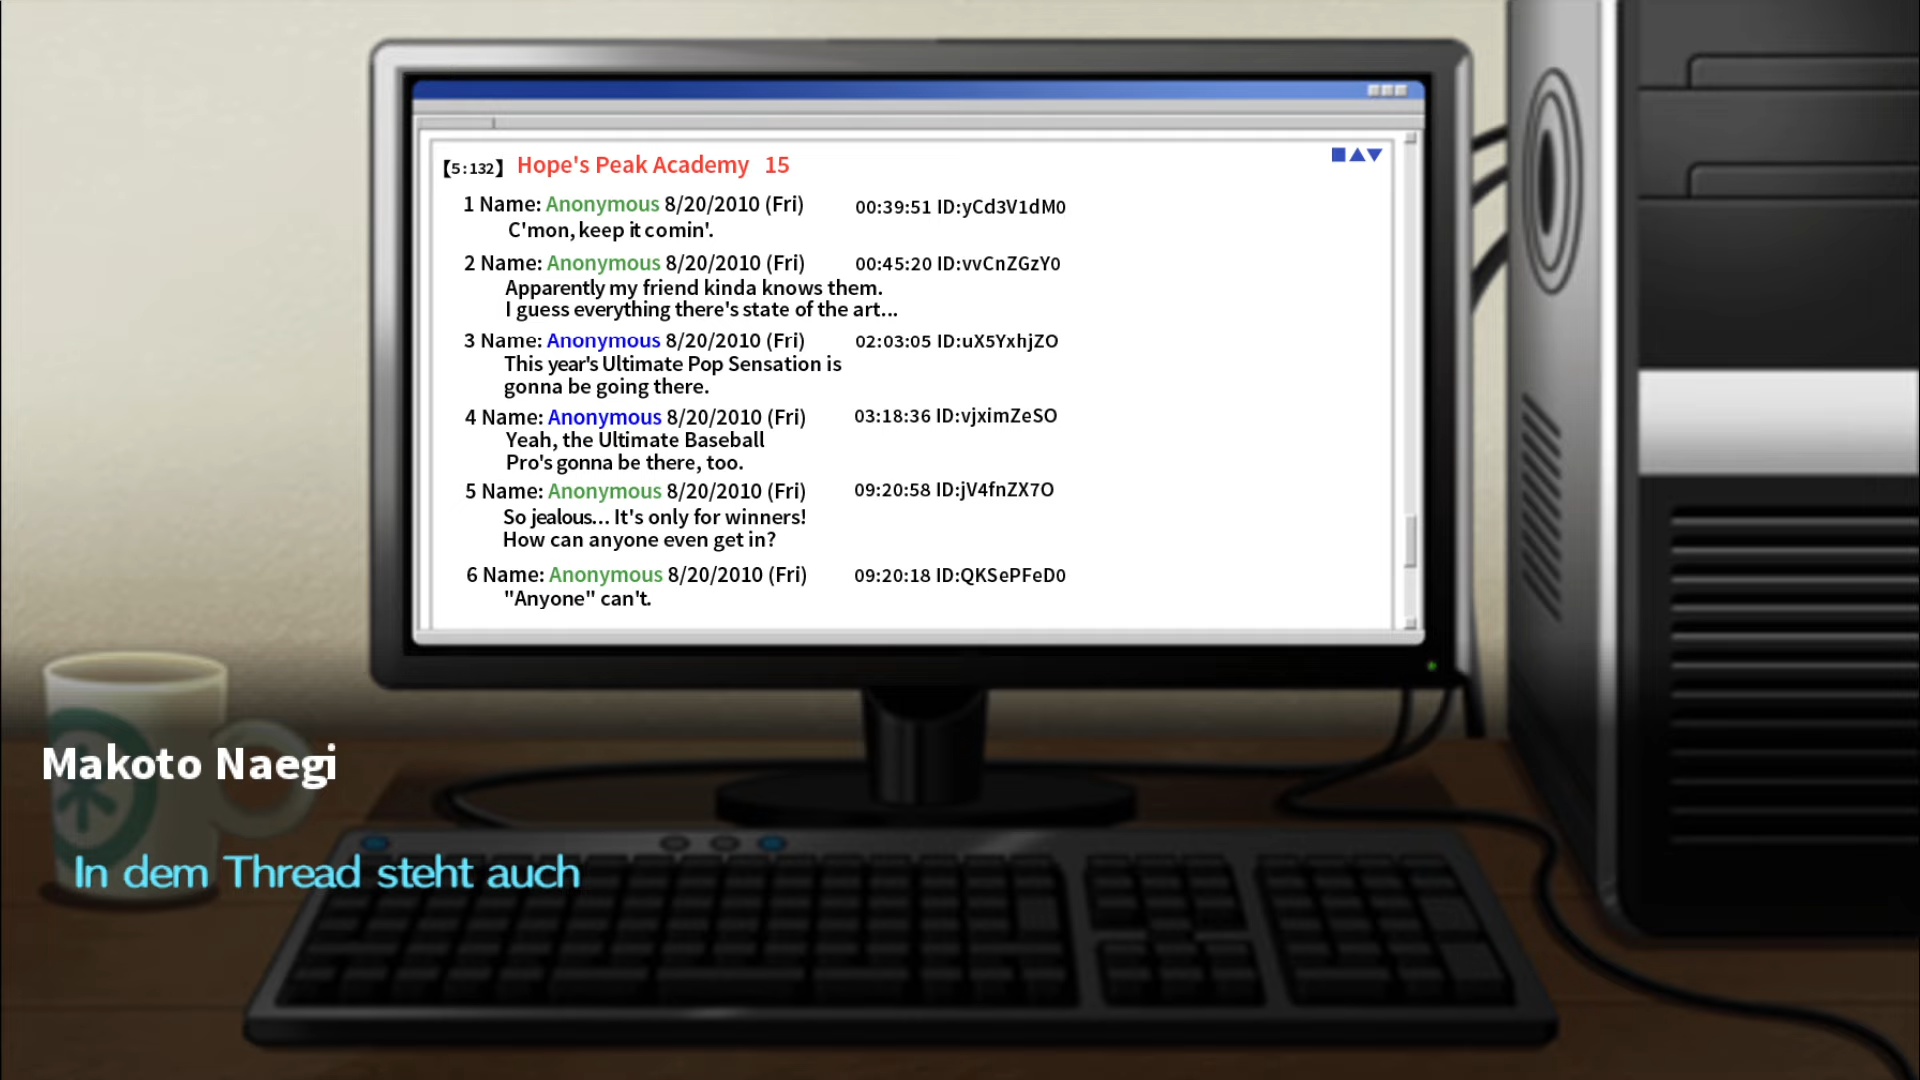 【5:132】 Hope's Peak Academy 15
1 Name: Anonymous 8/20/2010 (Fri) 00:39:51 ID:yCd3V1dM0
C'mon, keep it comin'.
2 Name: Anonymous 8/20/2010 (Fri) 00:45:20 ID:vvCnZGzY0
Apparently my friend kinda knows them.
I guess everything there's state of the art...
3 Name: Anonymous 8/20/2010 (Fri) 02:03:05 ID:uX5YxhjZO
This year's Ultimate Pop Sensation is
gonna be going there.
4 Name: Anonymous 8/20/2010 (Fri) 03:18:36 ID:vjximZeSO
Yeah, the Ultimate Baseball
Pro's gonna be there, too.
5 Name: Anonymous 8/20/2010 (Fri) 09:20:58 ID:jV4fnZX7O
So jealous... It's only for winners!
How can anyone even get in?
6 Name: Anonymous 8/20/2010 (Fri) 09:20:18 ID:QKSePFeD0
"Anyone" can't.
Makoto Naegi
In dem Thread steht auch